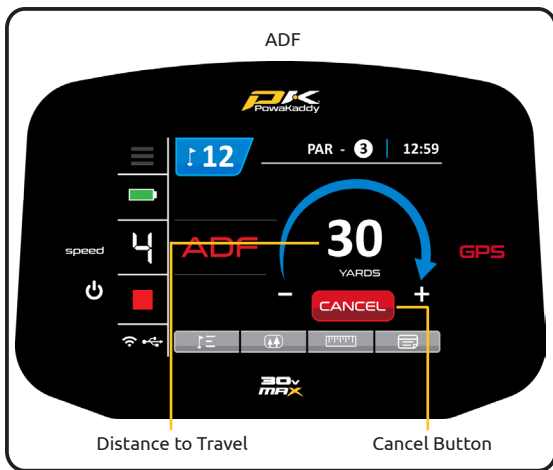 ADF
PK
PowaKaddy
12
PAR - 3 | 12:59
speed
4
ADF
30
YARDS
GPS
- +
CANCEL
30v
MAX
Distance to Travel
Cancel Button